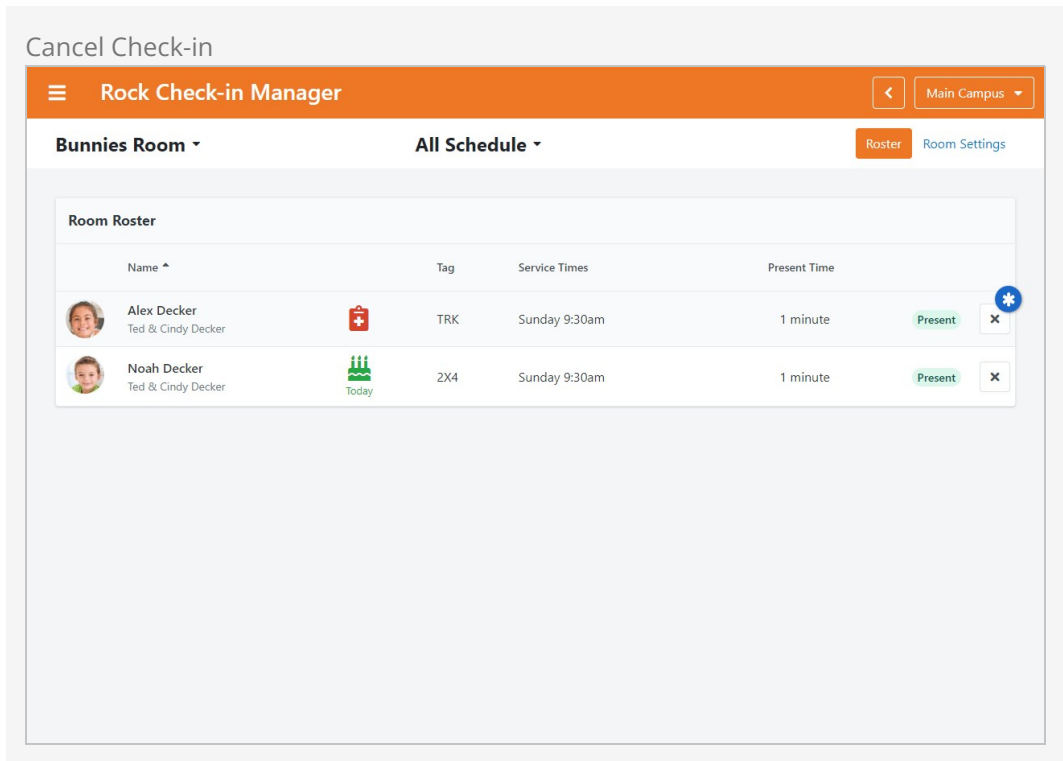 Cancel Check-in
Rock Check-in Manager
Main Campus
Bunnies Room
All Schedule
Roster
Room Settings
Room Roster
Name
Tag
Service Times
Present Time
Alex Decker
Ted & Cindy Decker
TRK
Sunday 9:30am
1 minute
Present
Noah Decker
Ted & Cindy Decker
Today
2X4
Sunday 9:30am
1 minute
Present